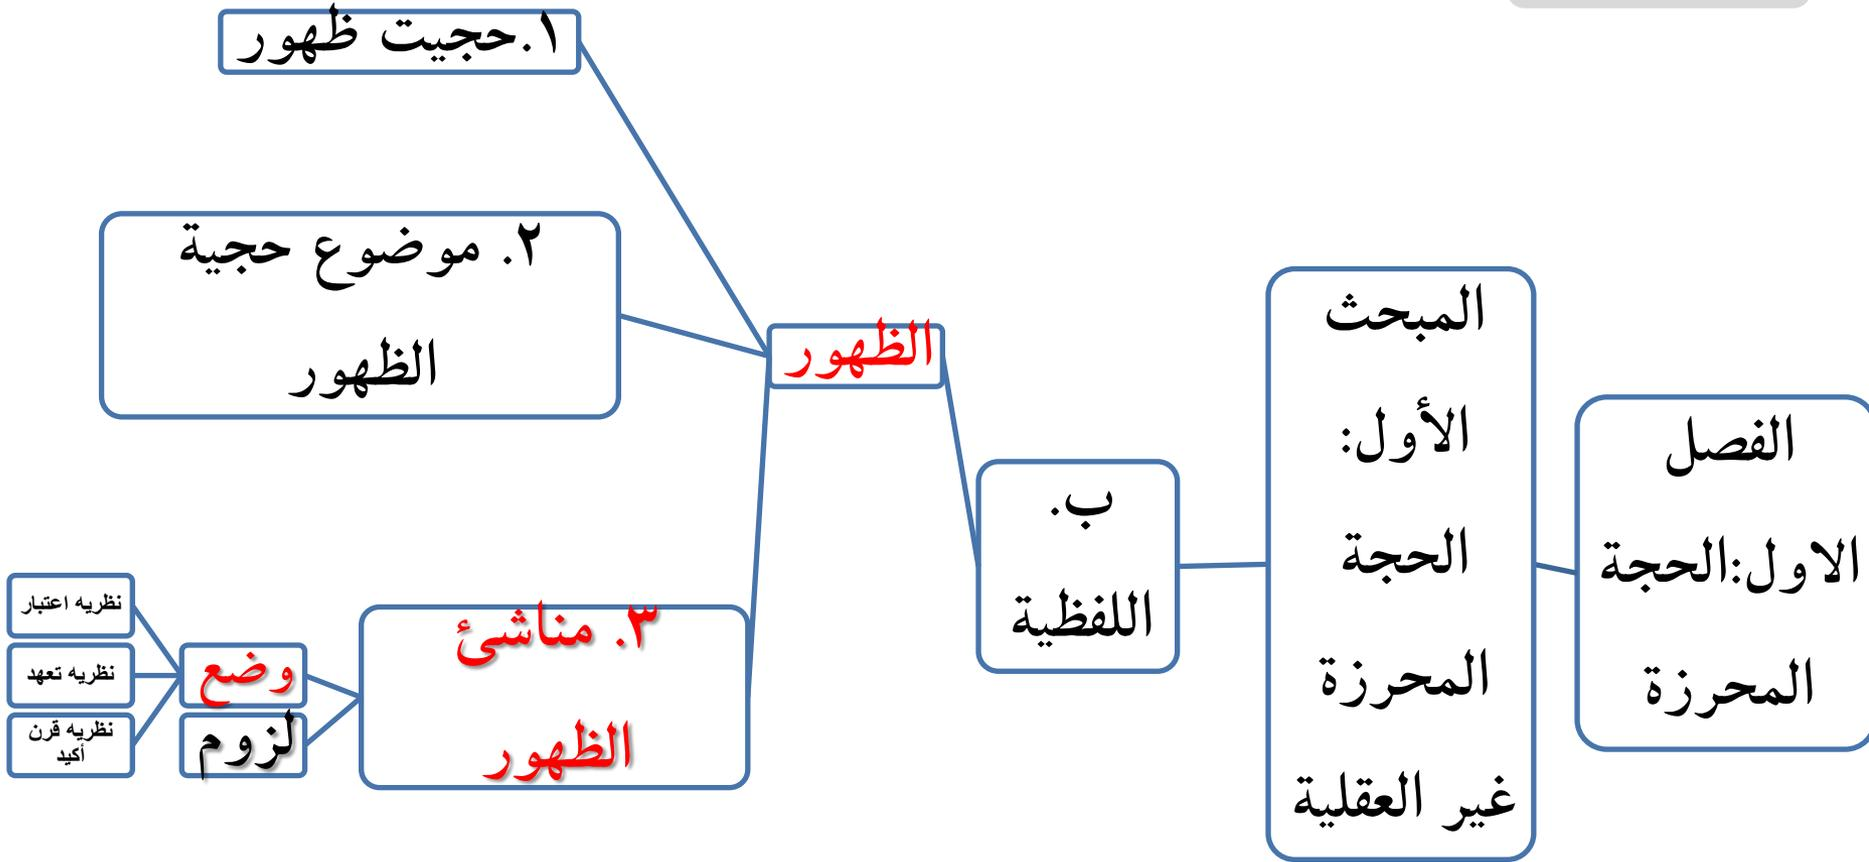 الفصل
الاول:الحجة
المحرزة
المبحث
الأول:
الحجة
المحرزة
غير العقلية
ب.
اللفظية
الظهور
١.حجيت ظهور
٢. موضوع حجية
الظهور
٣. مناشئ
الظهور
وضع
نظريه اعتبار
نظريه تعهد
نظريه قرن
أكيد
لزوم